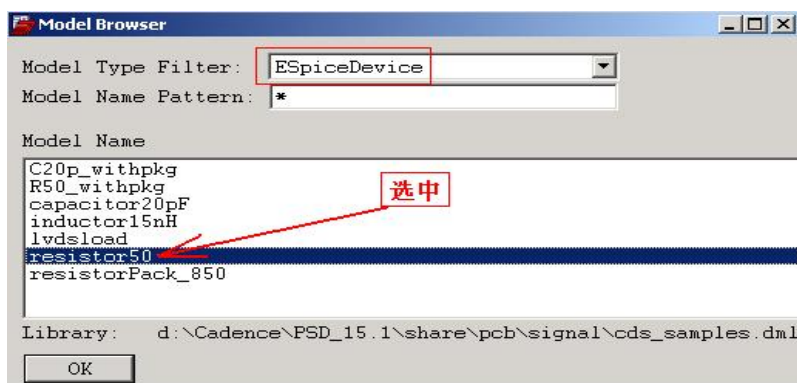 Model Browser
Model Type Filter: ESpiceDevice
Model Name Pattern: *
Model Name
C20p_withpkg
R50_withpkg
capacitor20pF
选中
inductor15nH
lvdsload
resistor50
resistorPack_850
Library: d:\Cadence\PSD_15.1\share\pcb\signal\cds_samples.dml
OK